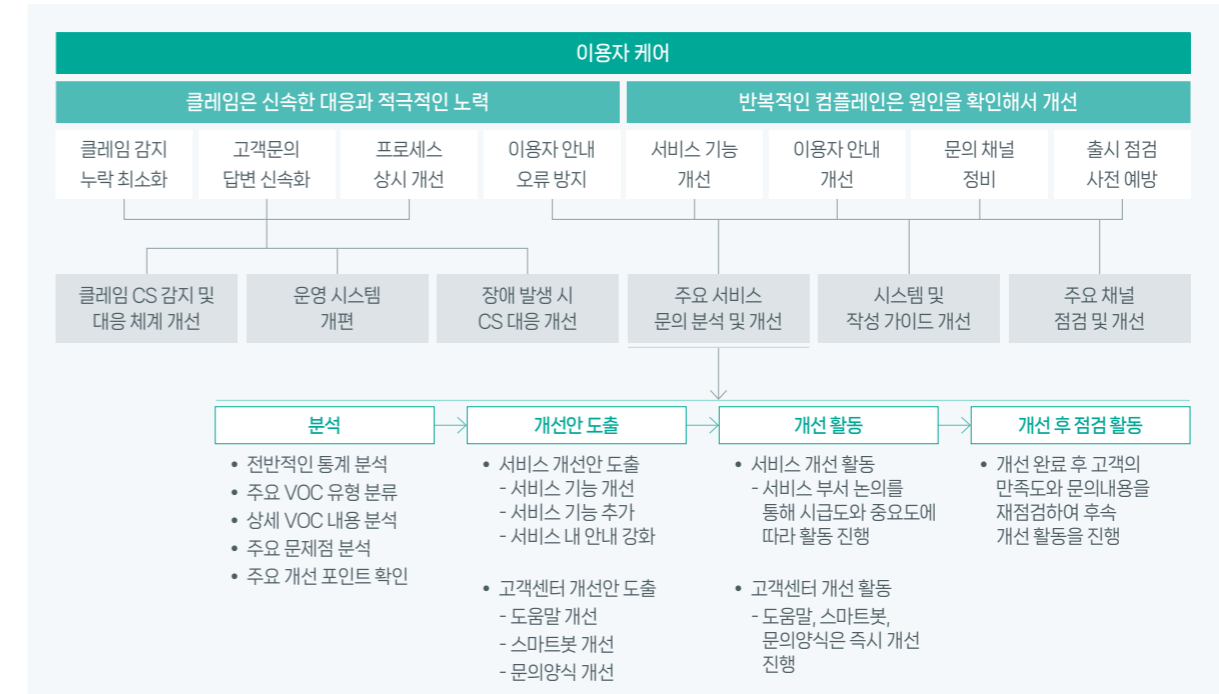 이용자 케어
클레임은 신속한 대응과 적극적인 노력
반복적인 컴플레인은 원인을 확인해서 개선
클레임 감지
누락 최소화
고객문의
답변 신속화
프로세스
상시 개선
이용자 안내
오류 방지
서비스 기능
개선
이용자 안내
개선
문의 채널
정비
출시 점검
사전 예방
클레임 CS 감지 및
대응 체계 개선
운영 시스템
개편
장애 발생 시
CS 대응 개선
주요 서비스
문의 분석 및 개선
시스템 및
작성 가이드 개선
주요 채널
점검 및 개선
분석
• 전반적인 통계 분석
• 주요 VOC 유형 분류
• 상세 VOC 내용 분석
• 주요 문제점 분석
• 주요 개선 포인트 확인
개선안 도출
• 서비스 개선안 도출
- 서비스 기능 개선
- 서비스 기능 추가
- 서비스 내 안내 강화
• 고객센터 개선안 도출
- 도움말 개선
- 스마트봇 개선
- 문의양식 개선
개선 활동
• 서비스 개선 활동
- 서비스 부서 논의를
통해 시급도와 중요도에
따라 활동 진행
• 고객센터 개선 활동
- 도움말, 스마트봇,
문의양식은 즉시 개선
진행
개선 후 점검 활동
• 개선 완료 후 고객의
만족도와 문의내용을
재점검하여 후속
개선 활동을 진행